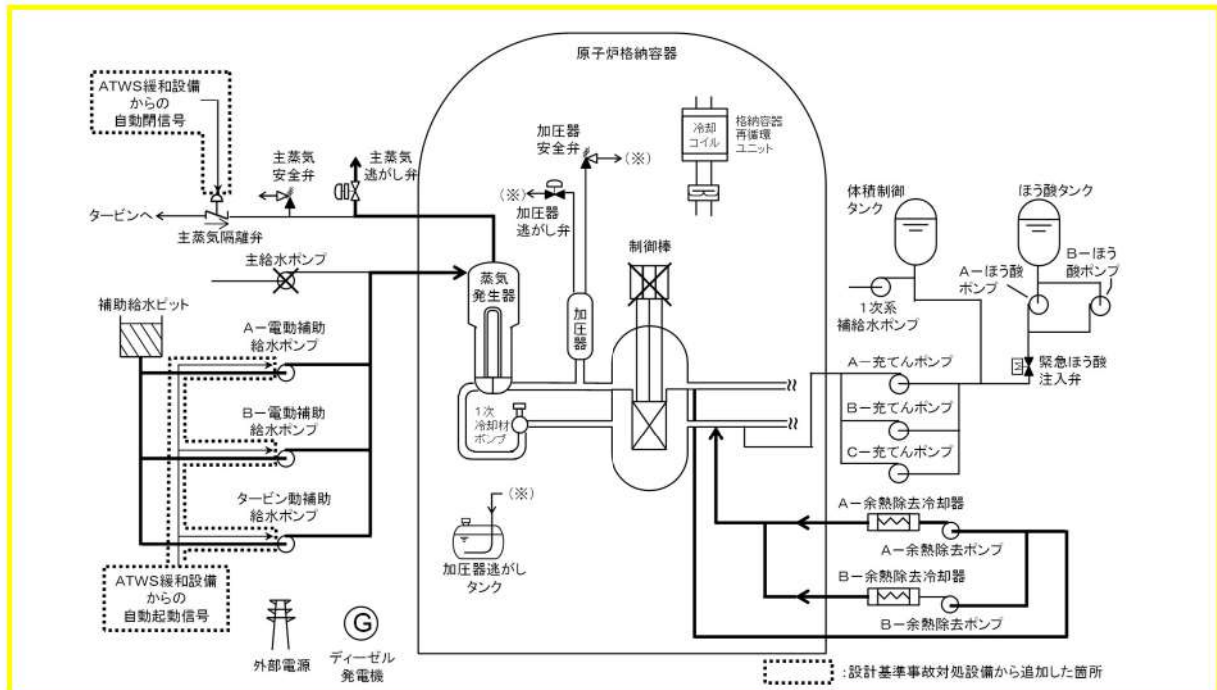 原子炉格納容器
ATWS緩和設備
からの
自動閉信号
主蒸気
安全弁
主蒸気
逃がし弁
タービンへ
主蒸気隔離弁
加圧器
安全弁
(※)
(※)
加圧器
逃がし弁
冷却
コイル
格納容器
再循環
ユニット
制御棒
体積制御
タンク
ほう酸タンク
A-ほう酸
ポンプ
B-ほう
酸ポンプ
1次系
補給水ポンプ
M
緊急ほう酸
注入弁
主給水ポンプ
蒸気
発生器
加圧器
補助給水ピット
A-電動補助
給水ポンプ
B-電動補助
給水ポンプ
タービン動補助
給水ポンプ
1次
冷却材
ポンプ
A-充てんポンプ
B-充てんポンプ
C-充てんポンプ
(※)
加圧器逃がし
タンク
A-余熱除去冷却器
A-余熱除去ポンプ
B-余熱除去冷却器
B-余熱除去ポンプ
ATWS緩和設備
からの
自動起動信号
外部電源
G
ディーゼル
発電機
:設計基準事故対処設備から追加した箇所